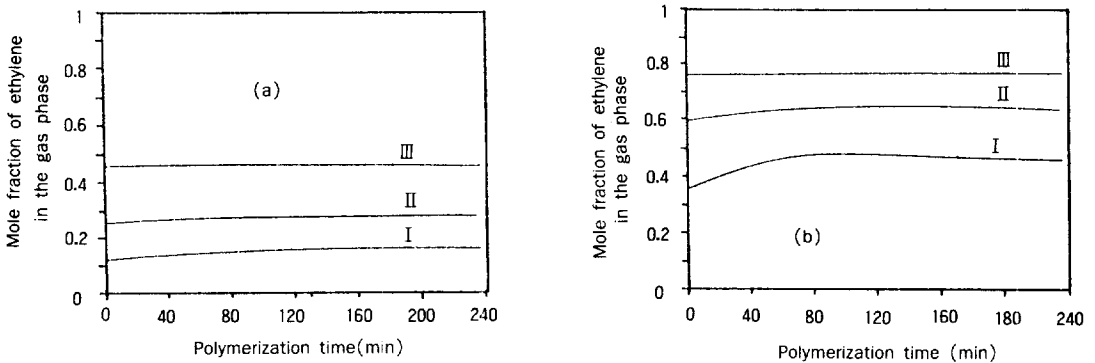 Mole fraction of ethylene
in the gas phase
1
0.8
0.6
0.4
0.2
0
(a)
III
II
I
0 40 80 120 160 200 240
Polymerization time(min)
Mole fraction of ethylene
in the gas phase
1
0.8
0.6
0.4
0.2
0
III
II
I
(b)
0 40 80 120 160 180 240
Polymerization time (min)